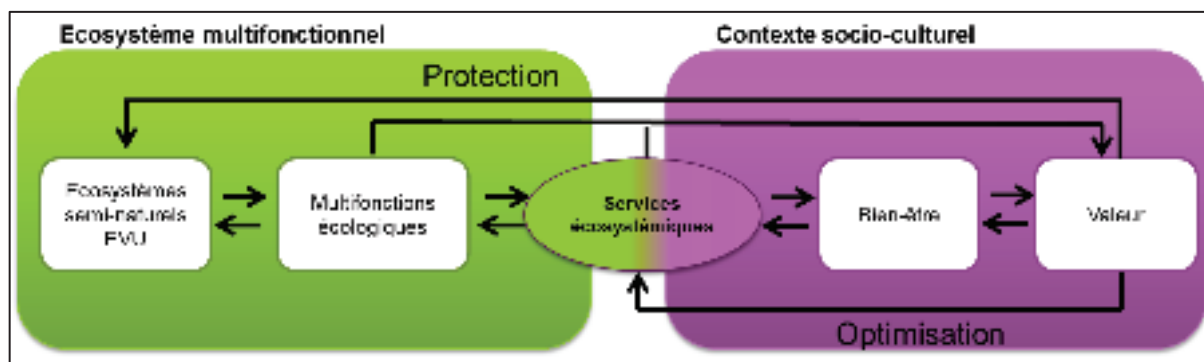 Ecosystème multifonctionnel
Contexte socio-culturel
Protection
Ecosystèmes
semi-naturels
EVU
Multifonctions
écologiques
Services
écosystémiques
Bien-être
Valeur
Optimisation